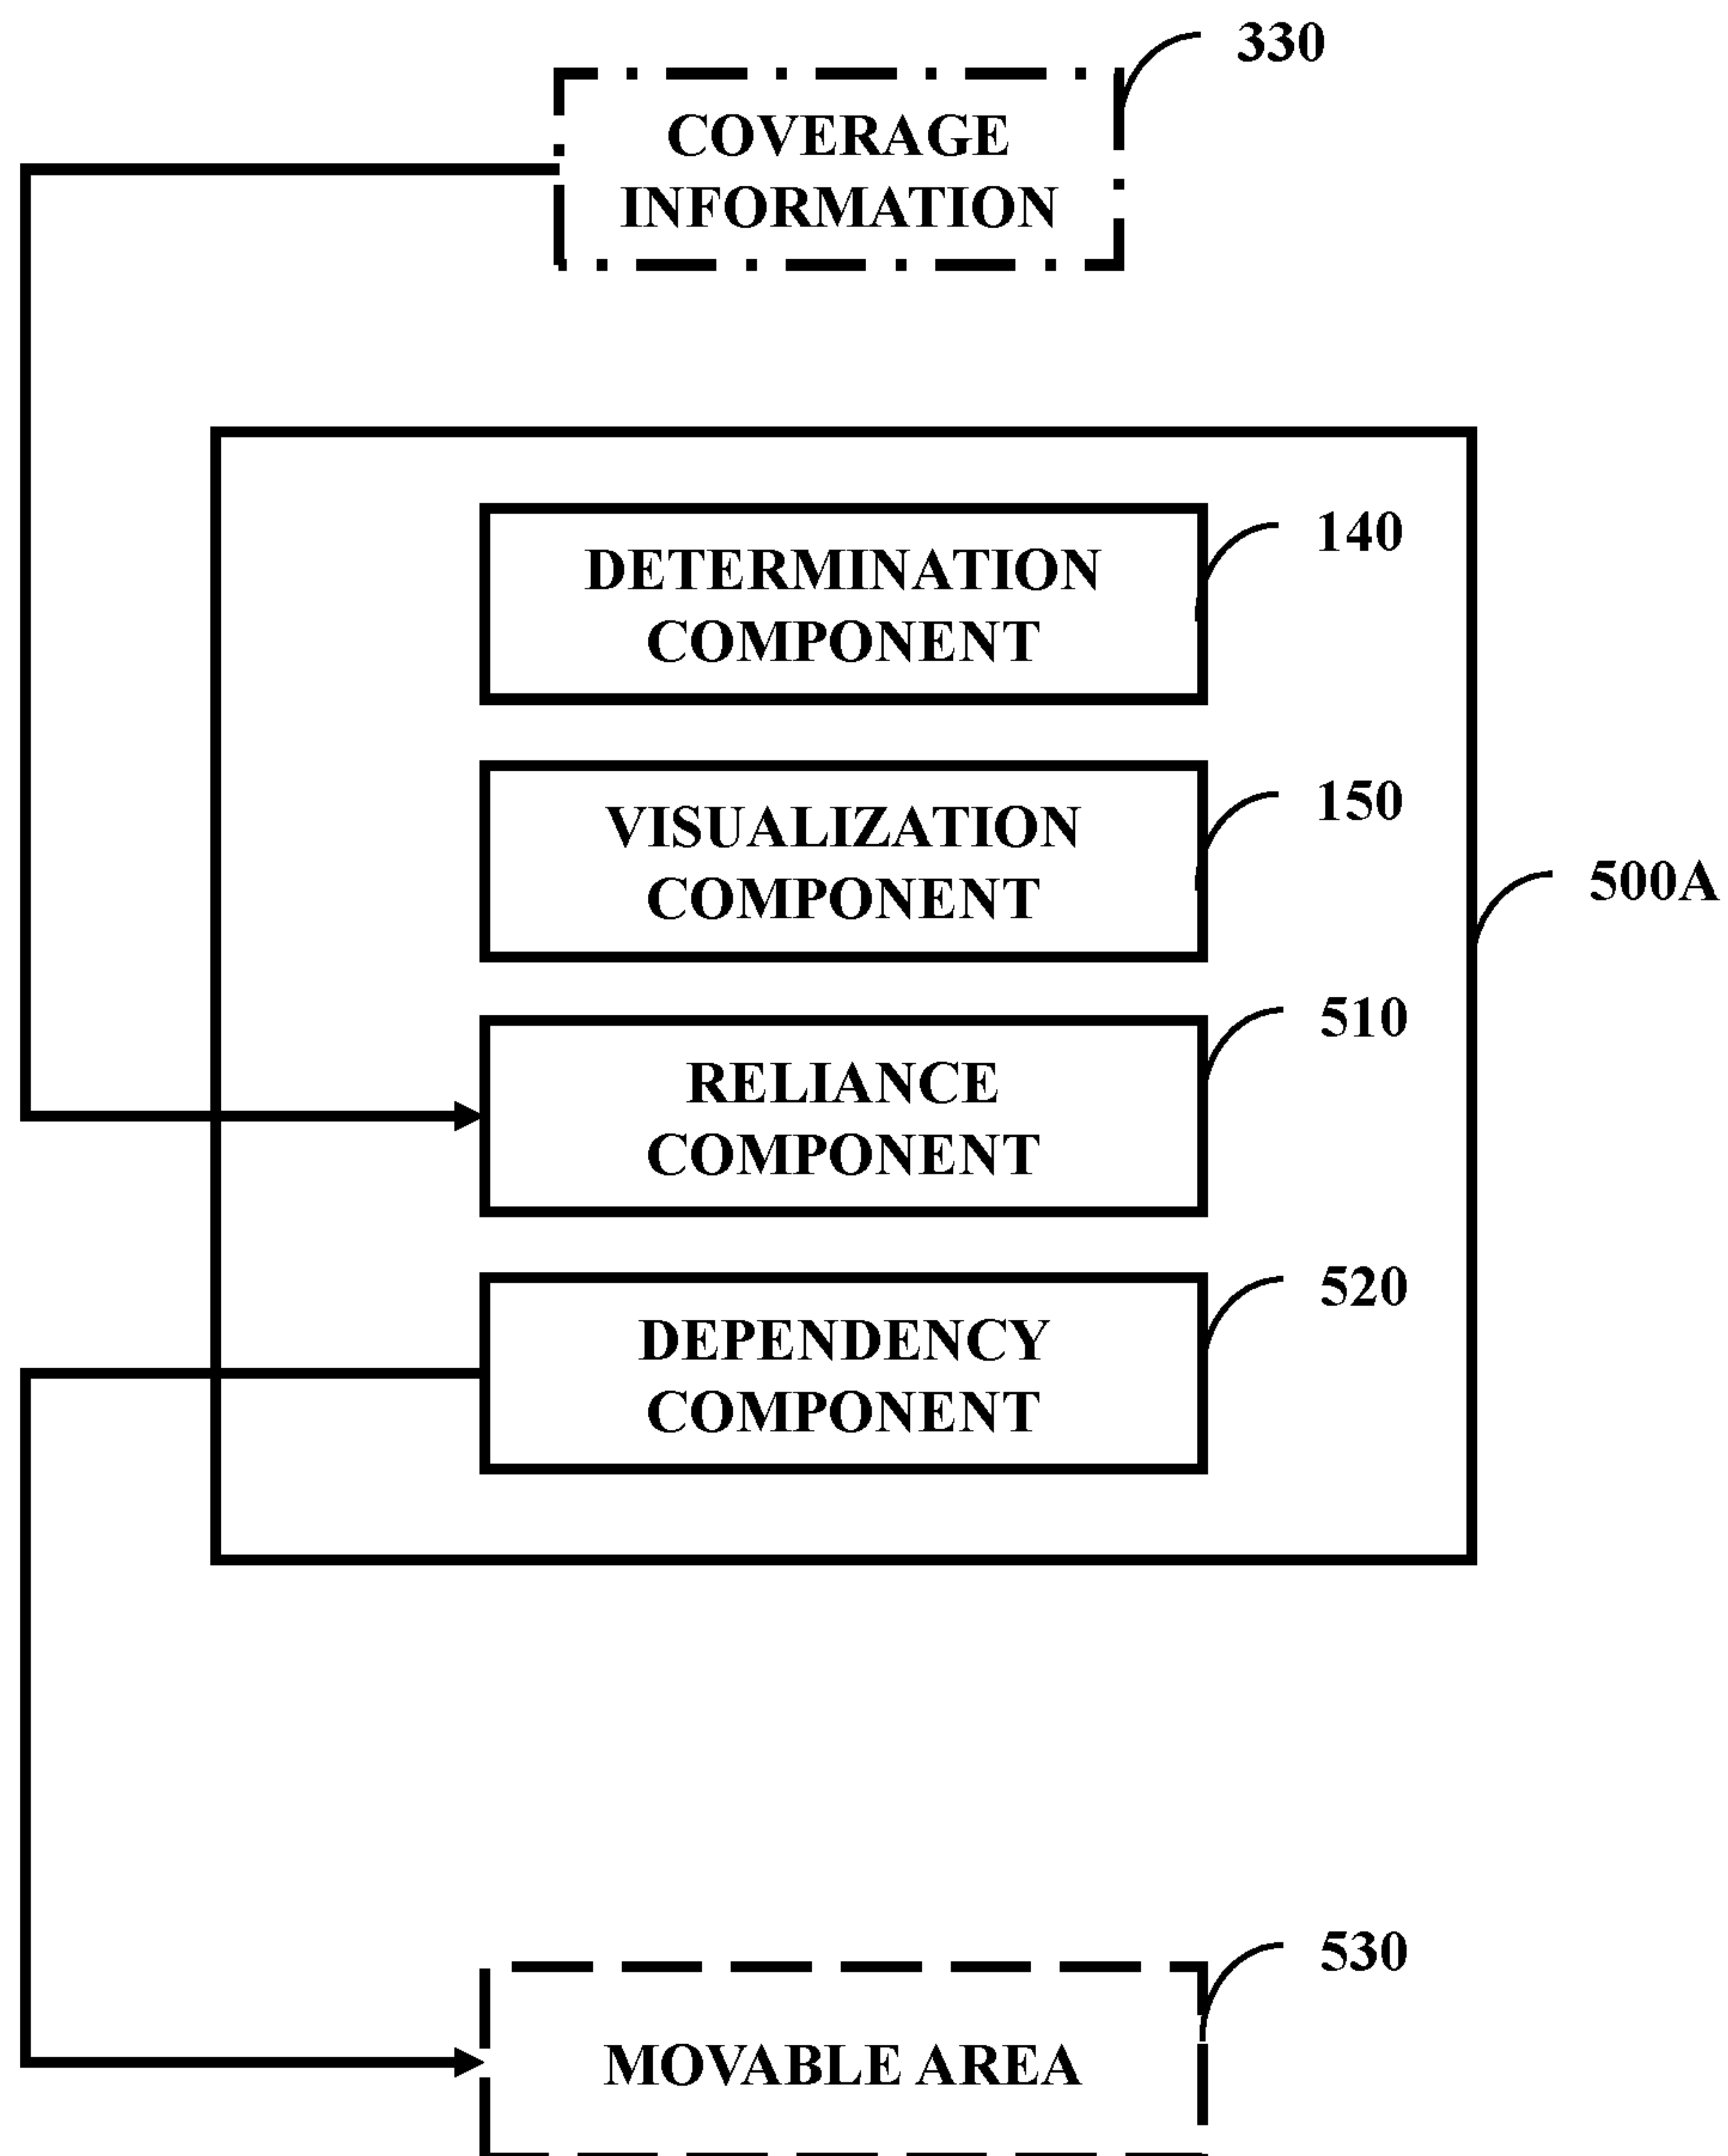 330
COVERAGE
INFORMATION
140
DETERMINATION
COMPONENT
150
VISUALIZATION
COMPONENT
500A
510
RELIANCE
COMPONENT
520
DEPENDENCY
COMPONENT
530
MOVABLE AREA